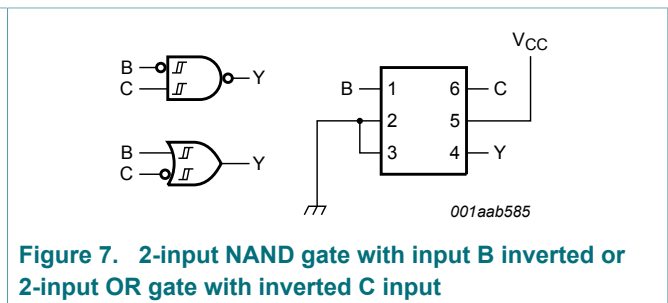 B
C
Y
B
C
Y
VCC
B
1
6
C
2
5
3
4
Y
001aab585
Figure 7. 2-input NAND gate with input B inverted or
2-input OR gate with inverted C input